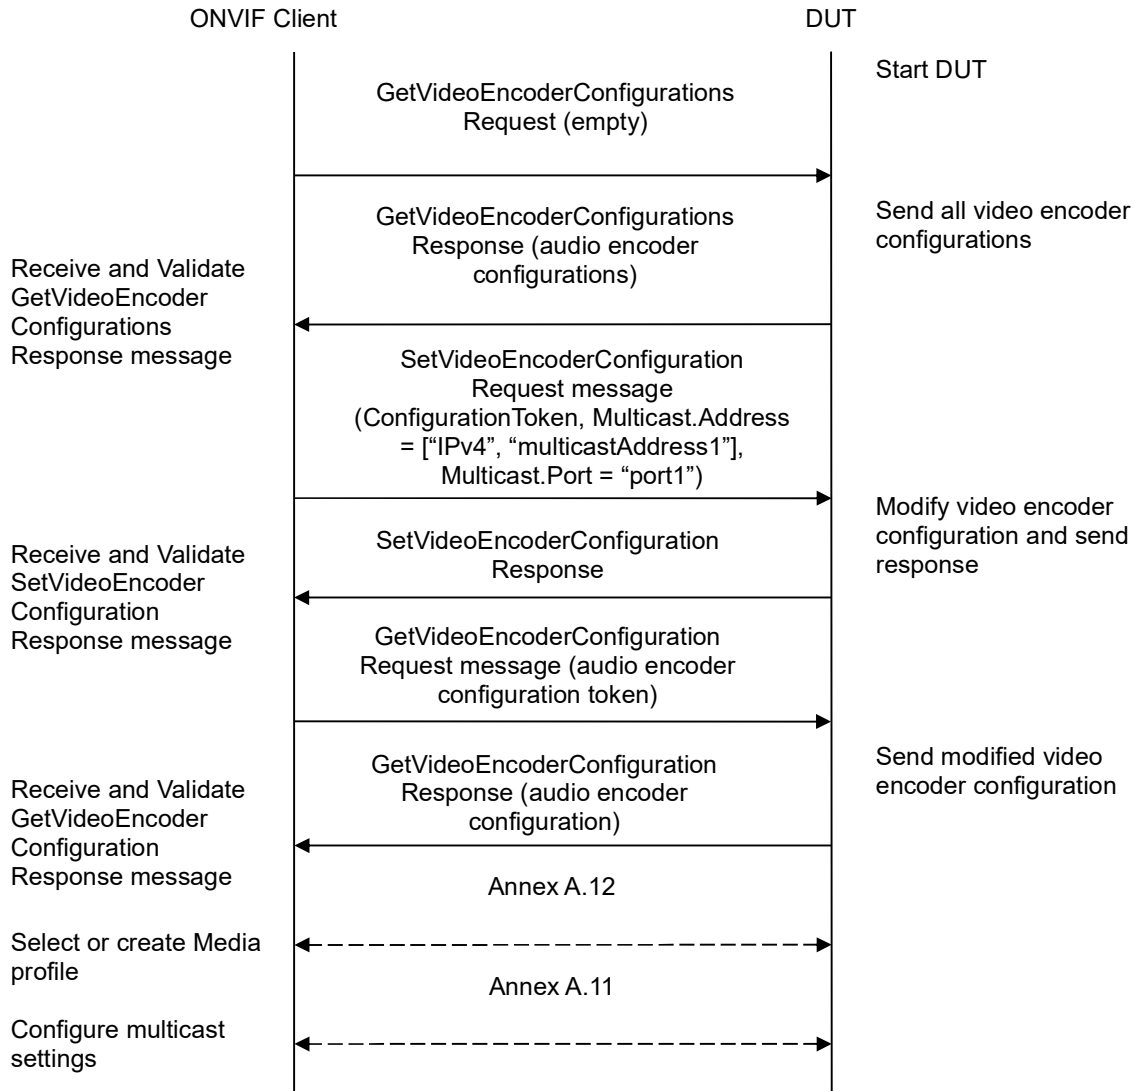 ONVIF Client
DUT
Start DUT
GetVideoEncoderConfigurations
Request (empty)
Send all video encoder
configurations
GetVideoEncoderConfigurations
Response (audio encoder
configurations)
Receive and Validate
GetVideoEncoder
Configurations
Response message
SetVideoEncoderConfiguration
Request message
(ConfigurationToken, Multicast.Address
= [“IPv4”, “multicastAddress1”],
Multicast.Port = “port1”)
Modify video encoder
configuration and send
response
SetVideoEncoderConfiguration
Response
Receive and Validate
SetVideoEncoder
Configuration
Response message
GetVideoEncoderConfiguration
Request message (audio encoder
configuration token)
Send modified video
encoder configuration
GetVideoEncoderConfiguration
Response (audio encoder
configuration)
Receive and Validate
GetVideoEncoder
Configuration
Response message
Annex A.12
Select or create Media
profile
Annex A.11
Configure multicast
settings